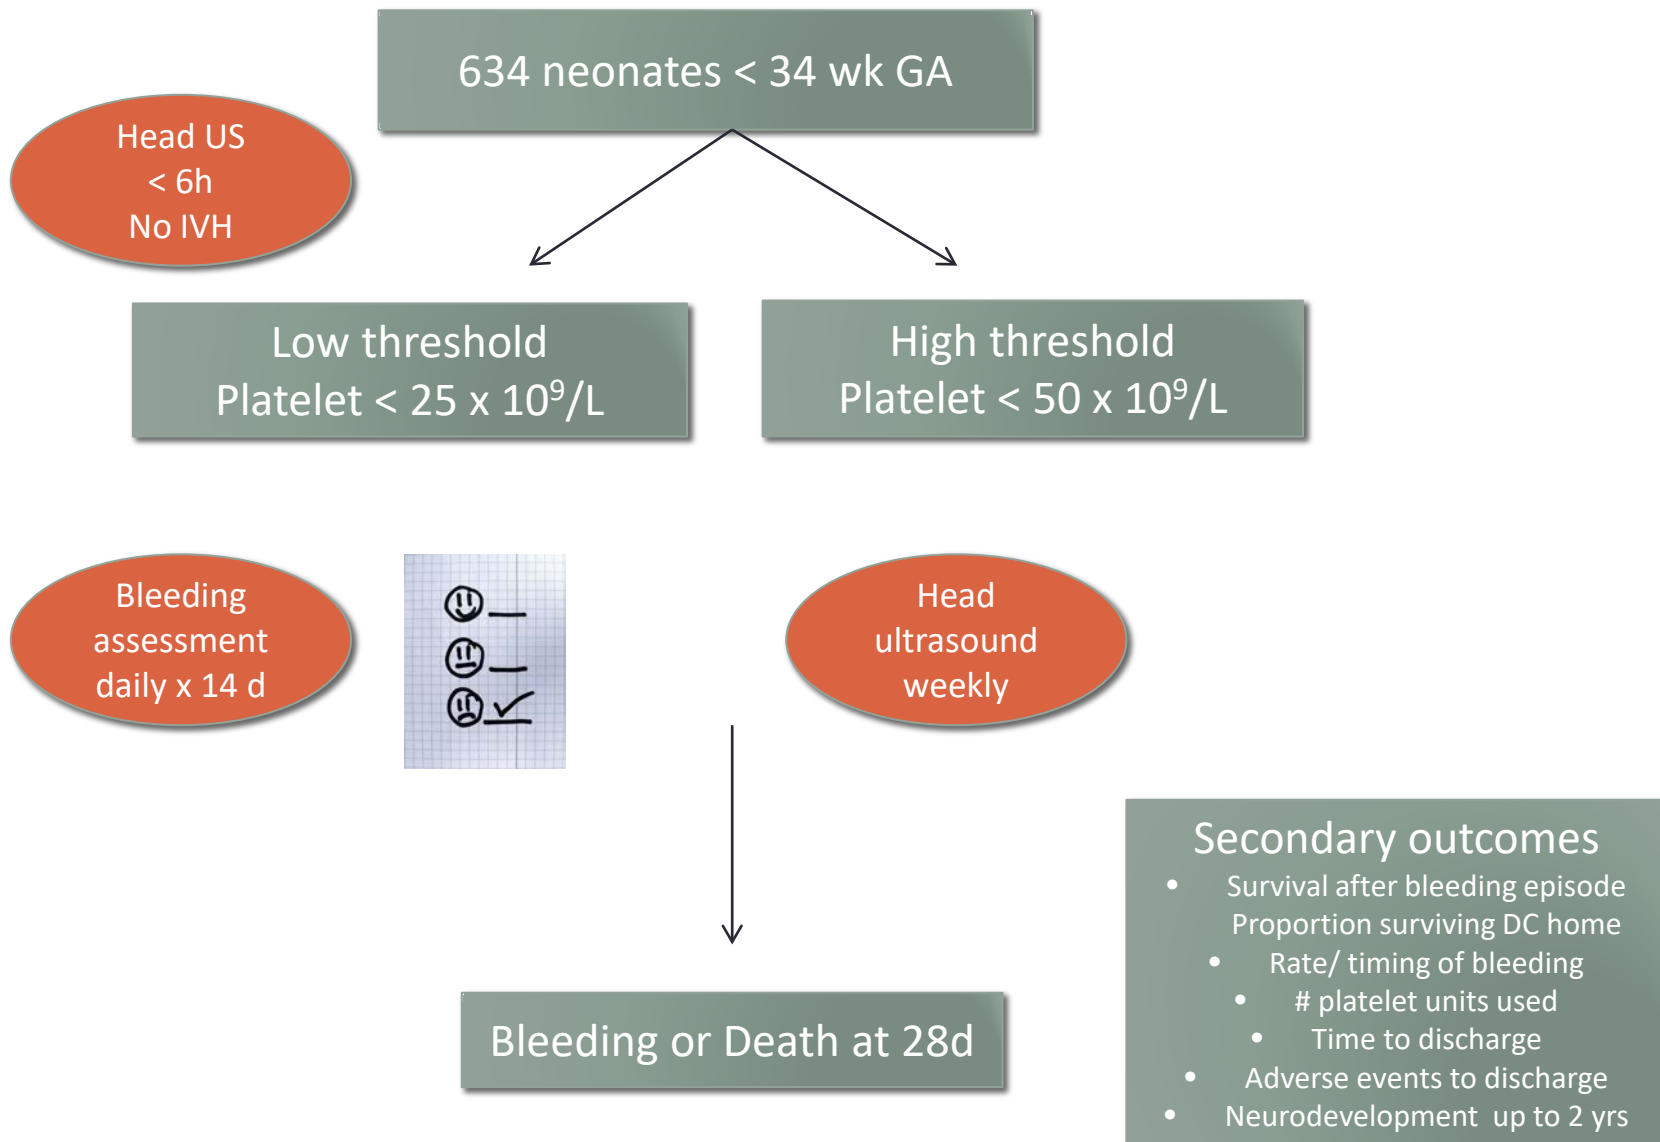 634 neonates < 34 wk GA
Head US
< 6h
No IVH
Low threshold
Platelet < 25 x 10⁹/L
High threshold
Platelet < 50 x 10⁹/L
Bleeding
assessment
daily x 14 d
Head
ultrasound
weekly
Bleeding or Death at 28d
Secondary outcomes
• Survival after bleeding episode
Proportion surviving DC home
• Rate/ timing of bleeding
• # platelet units used
• Time to discharge
• Adverse events to discharge
• Neurodevelopment up to 2 yrs